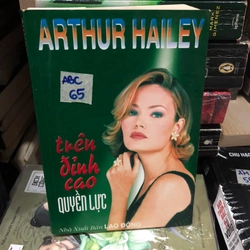 ARTHUR HAILEY
ABC
65
trên
đỉnh
cao
QUYỀN LỰC
Nhà Xuất Bản LAO ĐỘNG